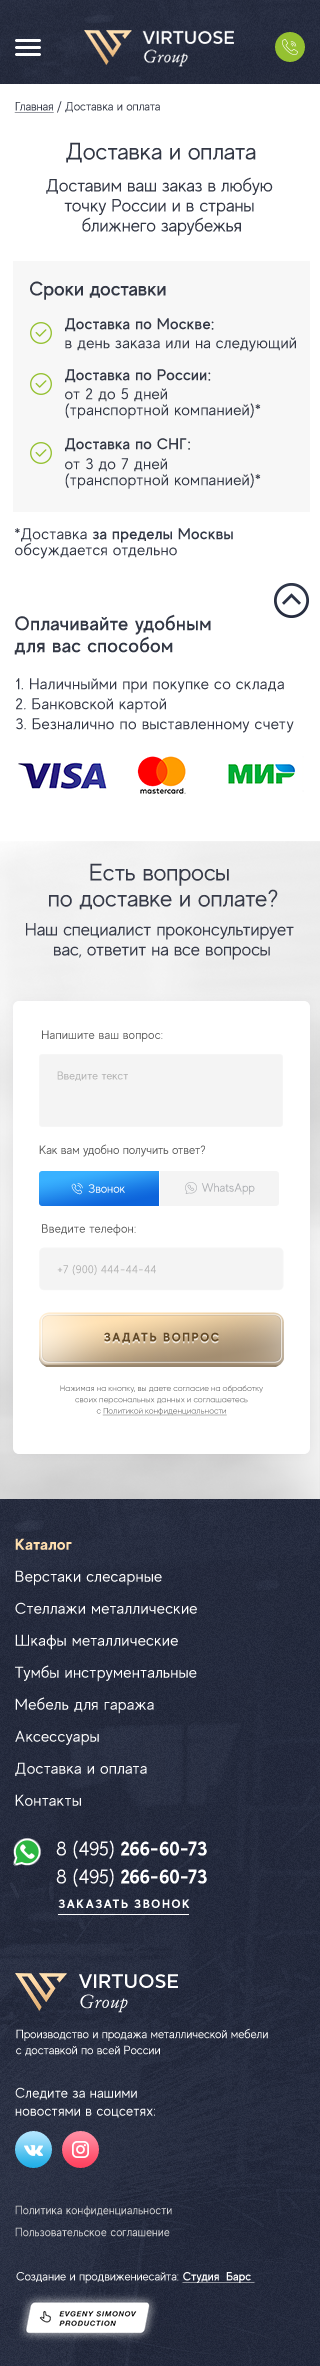 VIRTUOSE
Group
Главная / Доставка и оплата
Доставка и оплата
Доставим ваш заказ в любую
точку России и в страны
ближнего зарубежья
Сроки доставки
Доставка по Москве:
в день заказа или на следующий
Доставка по России:
от 2 до 5 дней
(транспортной компанией)*
Доставка по СНГ:
от 3 до 7 дней
(транспортной компанией)*
*Доставка за пределы Москвы
обсуждается отдельно
Оплачивайте удобным
для вас способом
1. Наличныйми при покупке со склада
2. Банковской картой
3. Безналично по выставленному счету
VISA mastercard. МИР
Есть вопросы
по доставке и оплате?
Наш специалист проконсультирует
вас, ответит на все вопросы
Напишите ваш вопрос:
Введите текст
Как вам удобно получить ответ?
Звонок WhatsApp
Введите телефон:
+7 (900) 444-44-44
ЗАДАТЬ ВОПРОС
Нажимая на кнопку, вы даете согласие на обработку
своих персональных данных и соглашаетесь
с Политикой конфиденциальности
Каталог
Верстаки слесарные
Стеллажи металлические
Шкафы металлические
Тумбы инструментальные
Мебель для гаража
Аксессуары
Доставка и оплата
Контакты
8 (495) 266-60-73
8 (495) 266-60-73
ЗАКАЗАТЬ ЗВОНОК
VIRTUOSE
Group
Производство и продажа металлической мебели
с доставкой по всей России
Следите за нашими
новостями в соцсетях:
Политика конфиденциальности
Пользовательское соглашение
Создание и продвижениесайта: Студия Барс
EVGENY SIMONOV
PRODUCTION